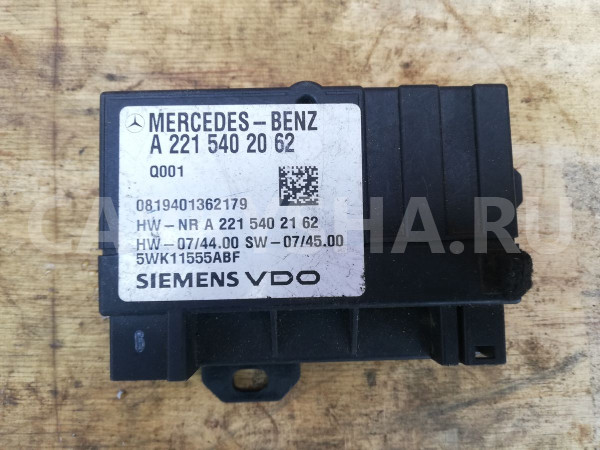 MERCEDES-BENZ
A 221 540 20 62
Q001
0819401362179
HW-NR A 221 540 21 62
HW-07/44.00 SW-07/45.00
5WK11555ABF
SIEMENS VDO